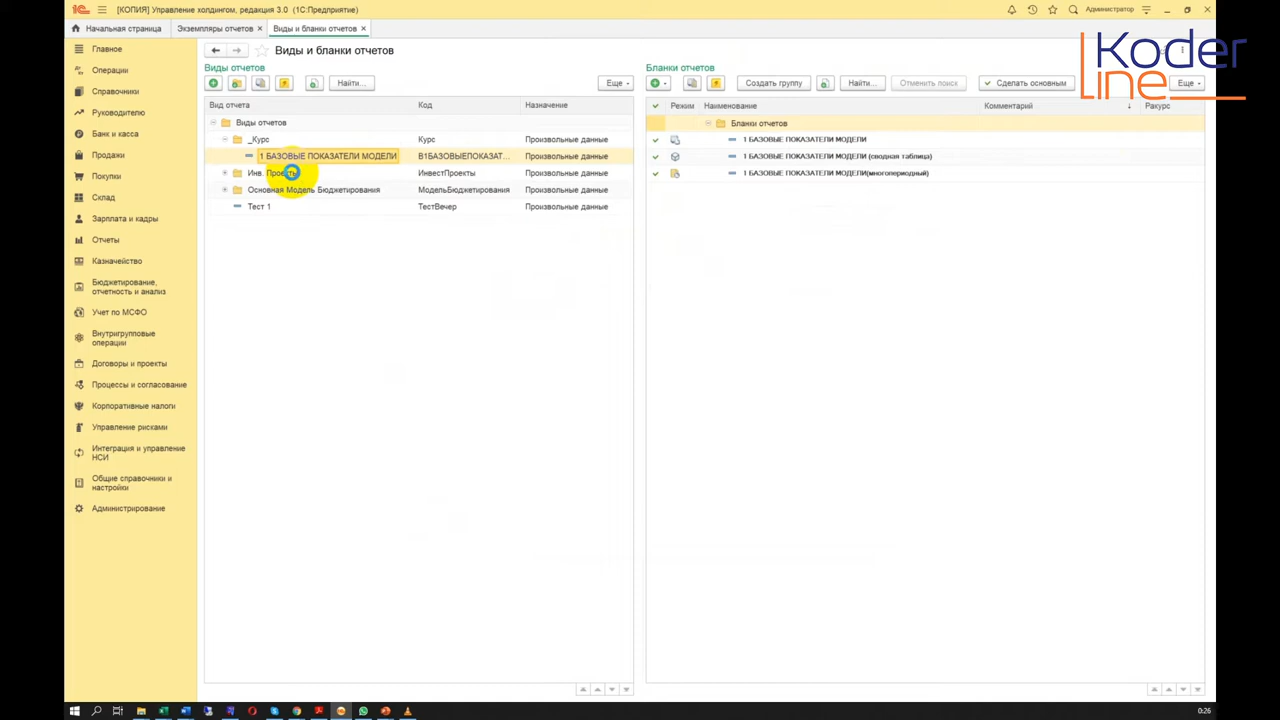 [КОПИЯ] Управление холдингом, редакция 3.0 (1С:Предприятие)
Администратор
Начальная страница
Экземпляры отчетов ×
Виды и бланки отчетов ×
Koder
line
Главное
Операции
Справочники
Руководителю
Банк и касса
Продажи
Покупки
Склад
Зарплата и кадры
Отчеты
Казначейство
Бюджетирование,
отчетность и анализ
Учет по МСФО
Внутригрупповые
операции
Договоры и проекты
Процессы и согласование
Корпоративные налоги
Управление рисками
Интеграция и управление
НСИ
Общие справочники и
настройки
Администрирование
Виды и бланки отчетов
Виды отчетов
Найти...
Еще
Вид отчета Код Назначение
Виды отчетов
_Курс Курс Произвольные данные
1 БАЗОВЫЕ ПОКАЗАТЕЛИ МОДЕЛИ В1БАЗОВЫЕПОКАЗАТ... Произвольные данные
Инв. Проекты ИнвестПроекты Произвольные данные
Основная Модель Бюджетирования МодельБюджетирования Произвольные данные
Тест 1 ТестВечер Произвольные данные
Бланки отчетов
Создать группу
Найти...
Отменить поиск
Сделать основным
Еще
Режим Наименование Комментарий Ракурс
Бланки отчетов
1 БАЗОВЫЕ ПОКАЗАТЕЛИ МОДЕЛИ
1 БАЗОВЫЕ ПОКАЗАТЕЛИ МОДЕЛИ (сводная таблица)
1 БАЗОВЫЕ ПОКАЗАТЕЛИ МОДЕЛИ(многопериодный)
0:26